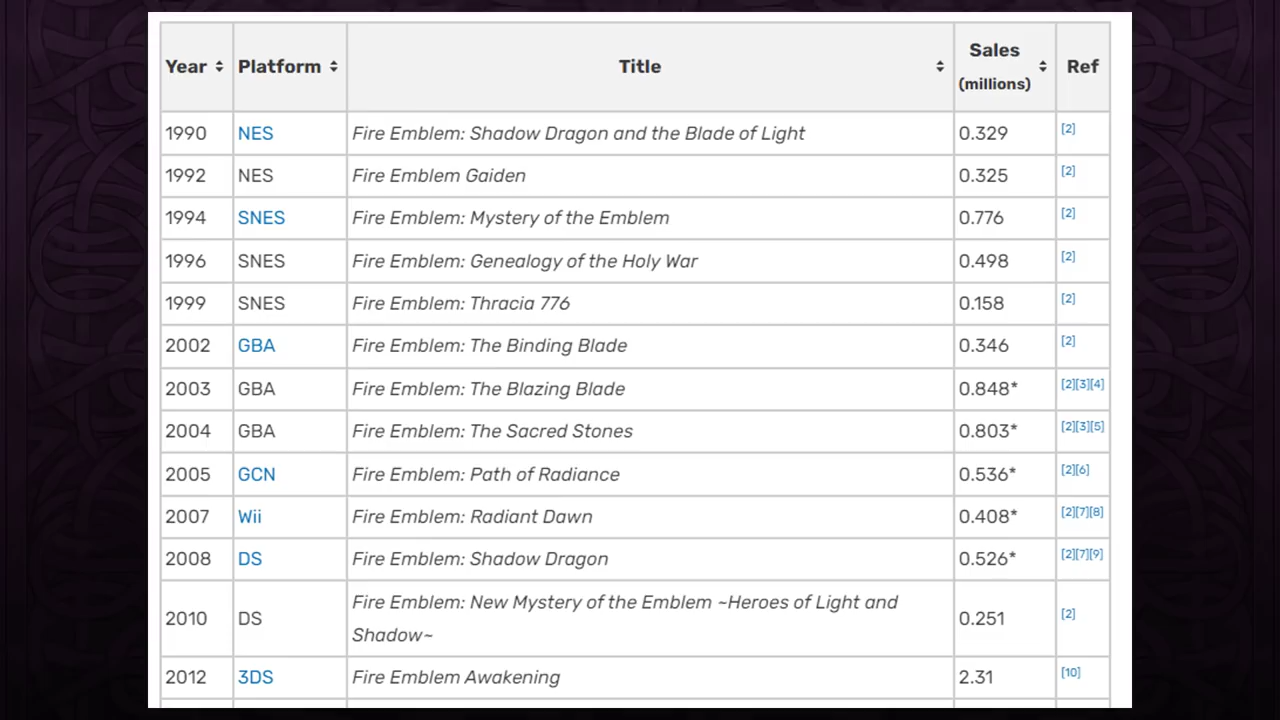 Year Platform Title Sales (millions) Ref
1990 NES Fire Emblem: Shadow Dragon and the Blade of Light 0.329 [2]
1992 NES Fire Emblem Gaiden 0.325 [2]
1994 SNES Fire Emblem: Mystery of the Emblem 0.776 [2]
1996 SNES Fire Emblem: Genealogy of the Holy War 0.498 [2]
1999 SNES Fire Emblem: Thracia 776 0.158 [2]
2002 GBA Fire Emblem: The Binding Blade 0.346 [2]
2003 GBA Fire Emblem: The Blazing Blade 0.848* [2][3][4]
2004 GBA Fire Emblem: The Sacred Stones 0.803* [2][3][5]
2005 GCN Fire Emblem: Path of Radiance 0.536* [2][6]
2007 Wii Fire Emblem: Radiant Dawn 0.408* [2][7][8]
2008 DS Fire Emblem: Shadow Dragon 0.526* [2][7][9]
2010 DS Fire Emblem: New Mystery of the Emblem ~Heroes of Light and
Shadow~ 0.251 [2]
2012 3DS Fire Emblem Awakening 2.31 [10]